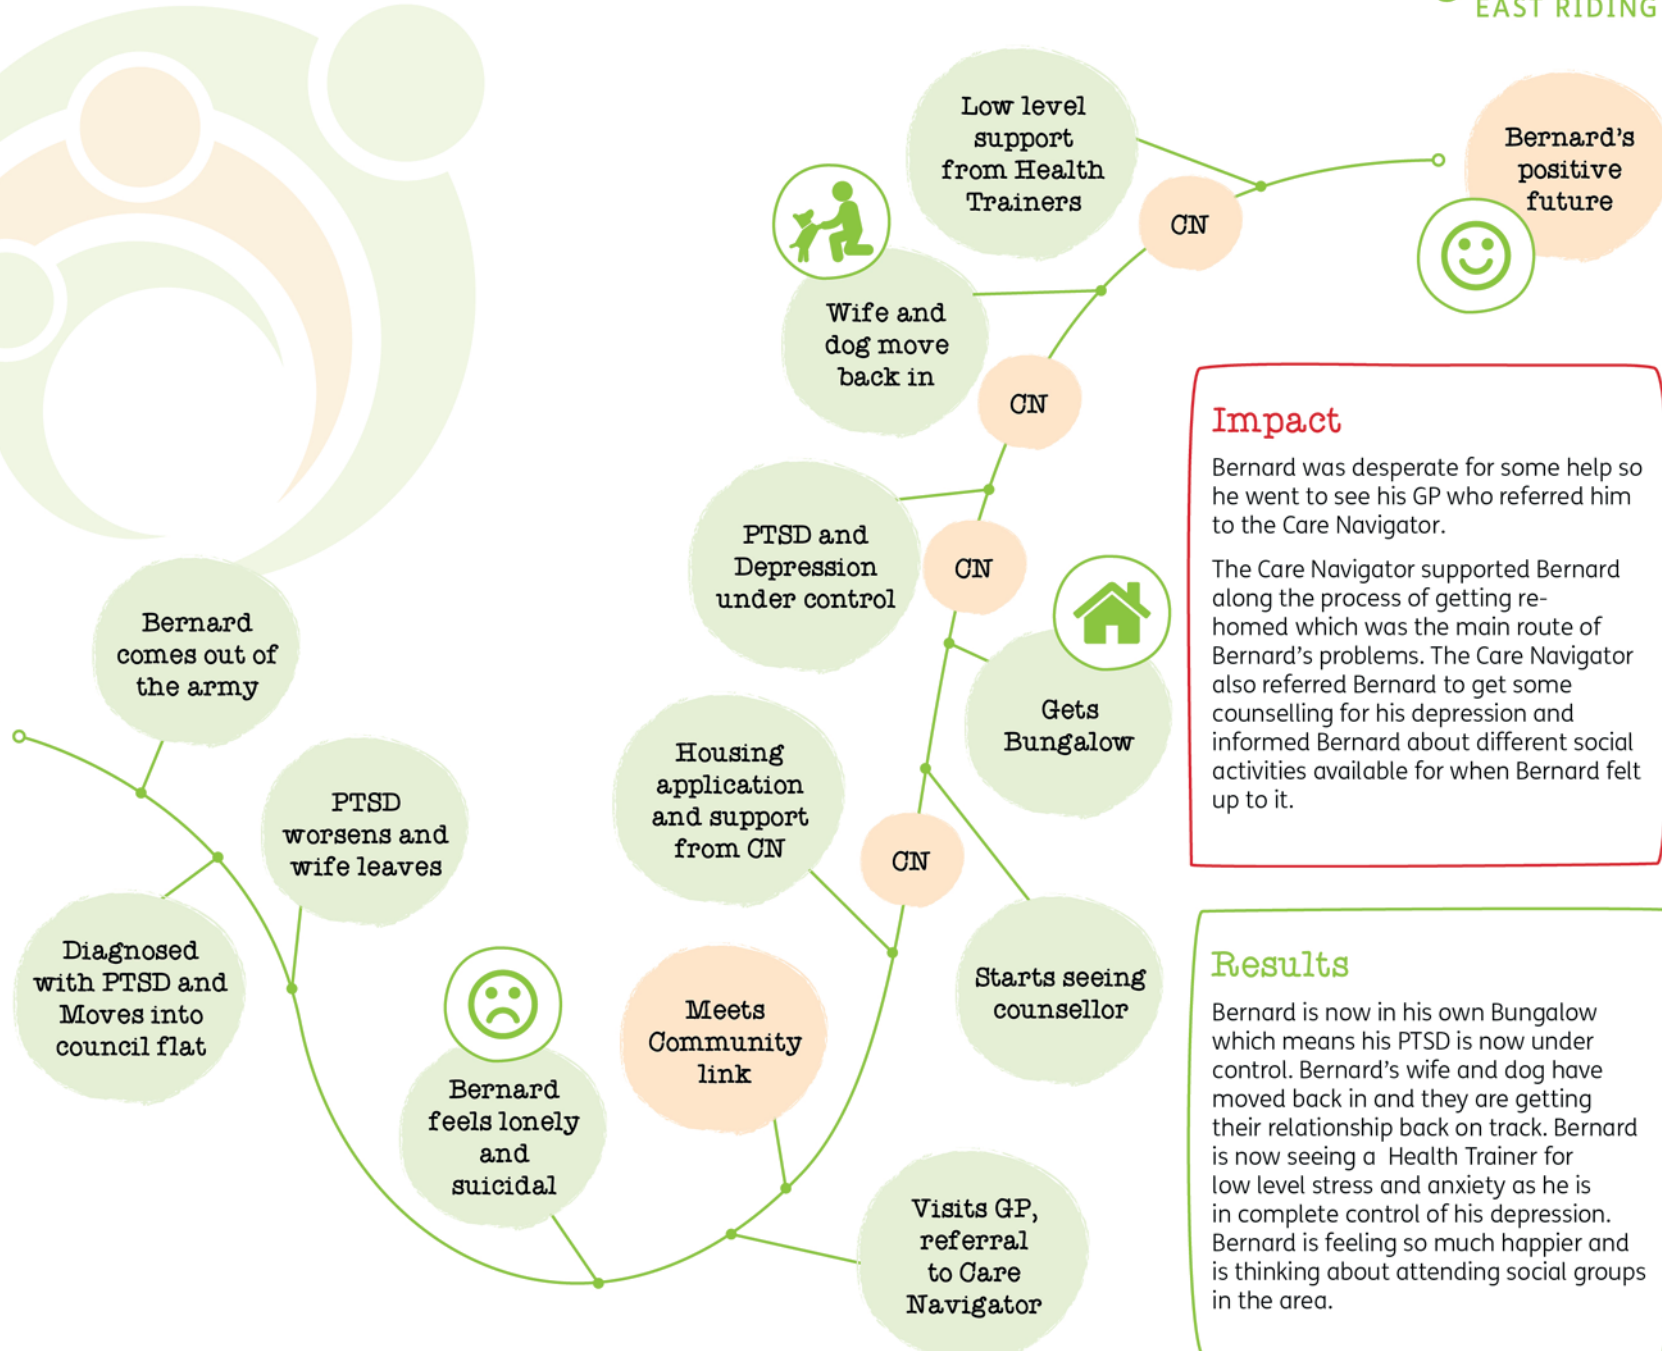 EAST RIDING
Low level
support
from Health
Trainers
Bernard's
positive
future
CN
Wife and
dog move
back in
CN
PTSD and
Depression
under control
CN
Gets
Bungalow
Housing
application
and support
from CN
CN
Starts seeing
counsellor
Meets
Community
link
Visits GP,
referral
to Care
Navigator
Bernard
feels lonely
and
suicidal
PTSD
worsens and
wife leaves
Diagnosed
with PTSD and
Moves into
council flat
Bernard
comes out of
the army
Impact
Bernard was desperate for some help so
he went to see his GP who referred him
to the Care Navigator.
The Care Navigator supported Bernard
along the process of getting re-
homed which was the main route of
Bernard's problems. The Care Navigator
also referred Bernard to get some
counselling for his depression and
informed Bernard about different social
activities available for when Bernard felt
up to it.
Results
Bernard is now in his own Bungalow
which means his PTSD is now under
control. Bernard's wife and dog have
moved back in and they are getting
their relationship back on track. Bernard
is now seeing a Health Trainer for
low level stress and anxiety as he is
in complete control of his depression.
Bernard is feeling so much happier and
is thinking about attending social groups
in the area.